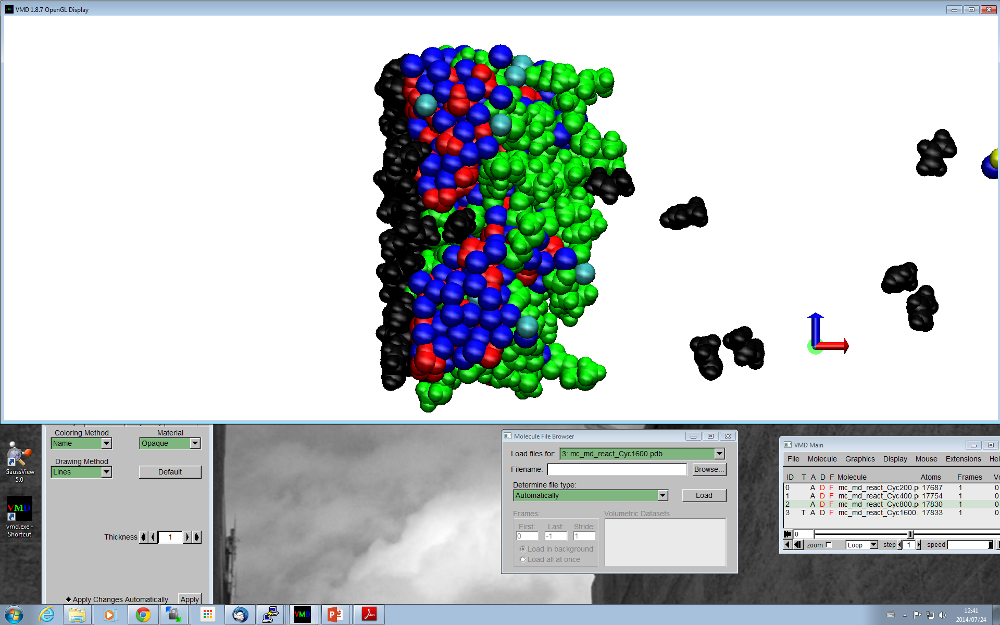 VMD 1.8.7 OpenGL Display
Coloring Method
Material
Name
Opaque
Drawing Method
Lines
Default
Thickness
1
Apply Changes Automatically
Apply
GaussView
5.0
VMD
vmd.exe -
Shortcut
Molecule File Browser
Load files for: 3: mc_md_react_Cyc1600.pdb
Filename:
Browse...
Determine file type:
Automatically
Load
Frames:
Volumetric Datasets
First: Last: Stride:
0 -1 1
Load in background
Load all at once
VMD Main
File Molecule Graphics Display Mouse Extensions Hel
ID T A D F Molecule Atoms Frames Vo
0 A D F mc_md_react_Cyc200.p 17687 1 0
1 A D F mc_md_react_Cyc400.p 17754 1 0
2 A D F mc_md_react_Cyc800.p 17830 1 0
3 T A D F mc_md_react_Cyc1600. 17833 1 0
0
zoom Loop step 1 speed
VMD
12:41
2014/07/24